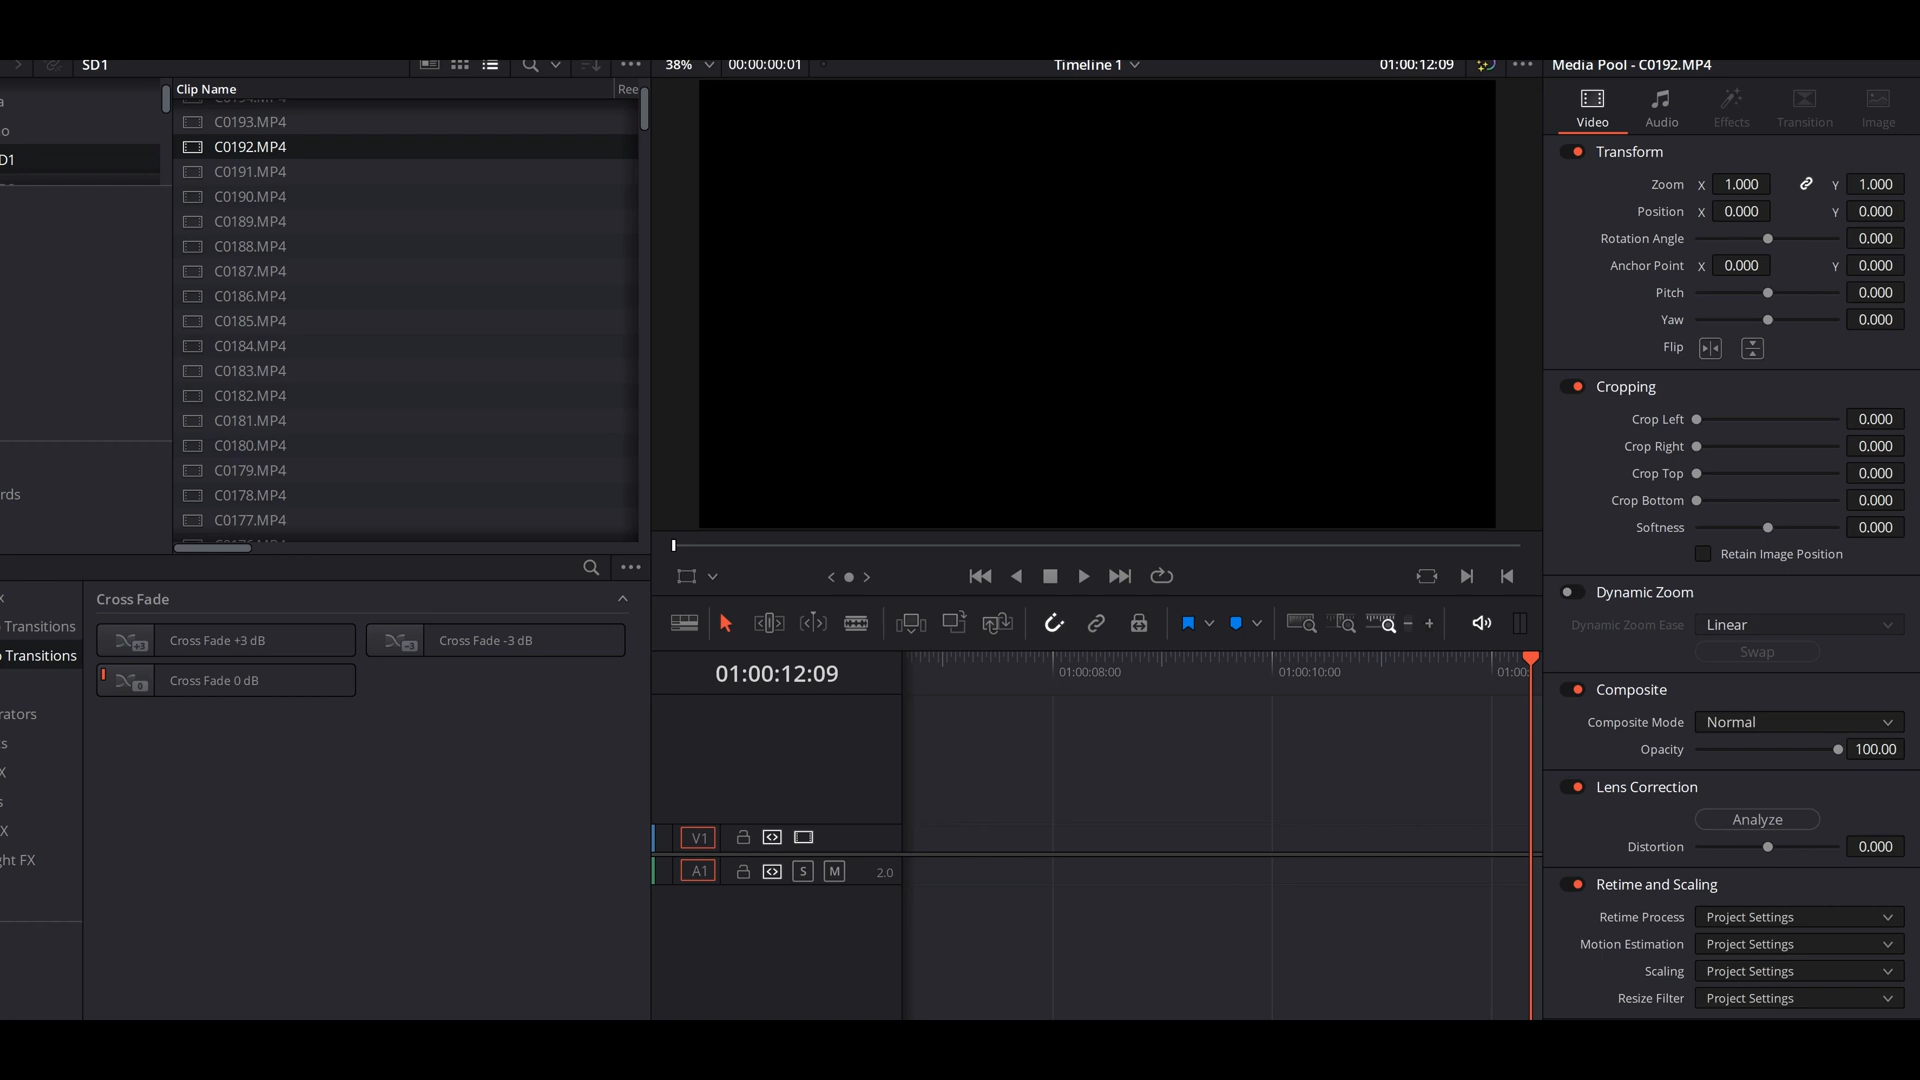 SD1
38%
00:00:00:01
Timeline 1
01:00:12:09
Media Pool - C0192.MP4
Clip Name
Ree
a
o
D1
rds
C0193.MP4
C0192.MP4
C0191.MP4
C0190.MP4
C0189.MP4
C0188.MP4
C0187.MP4
C0186.MP4
C0185.MP4
C0184.MP4
C0183.MP4
C0182.MP4
C0181.MP4
C0180.MP4
C0179.MP4
C0178.MP4
C0177.MP4
Video
Audio
Effects
Transition
Image
Transform
Zoom X 1.000 Y 1.000
Position X 0.000 Y 0.000
Rotation Angle 0.000
Anchor Point X 0.000 Y 0.000
Pitch 0.000
Yaw 0.000
Flip
Cropping
Crop Left 0.000
Crop Right 0.000
Crop Top 0.000
Crop Bottom 0.000
Softness 0.000
Retain Image Position
Dynamic Zoom
Dynamic Zoom Ease Linear
Swap
Composite
Composite Mode Normal
Opacity 100.00
Lens Correction
Analyze
Distortion 0.000
Retime and Scaling
Retime Process Project Settings
Motion Estimation Project Settings
Scaling Project Settings
Resize Filter Project Settings
X
Transitions
o Transitions
rators
s
X
s
X
ght FX
Cross Fade
+3 Cross Fade +3 dB
-3 Cross Fade -3 dB
0 Cross Fade 0 dB
01:00:12:09
01:00:08:00
01:00:10:00
01:00:
V1
A1 S M 2.0